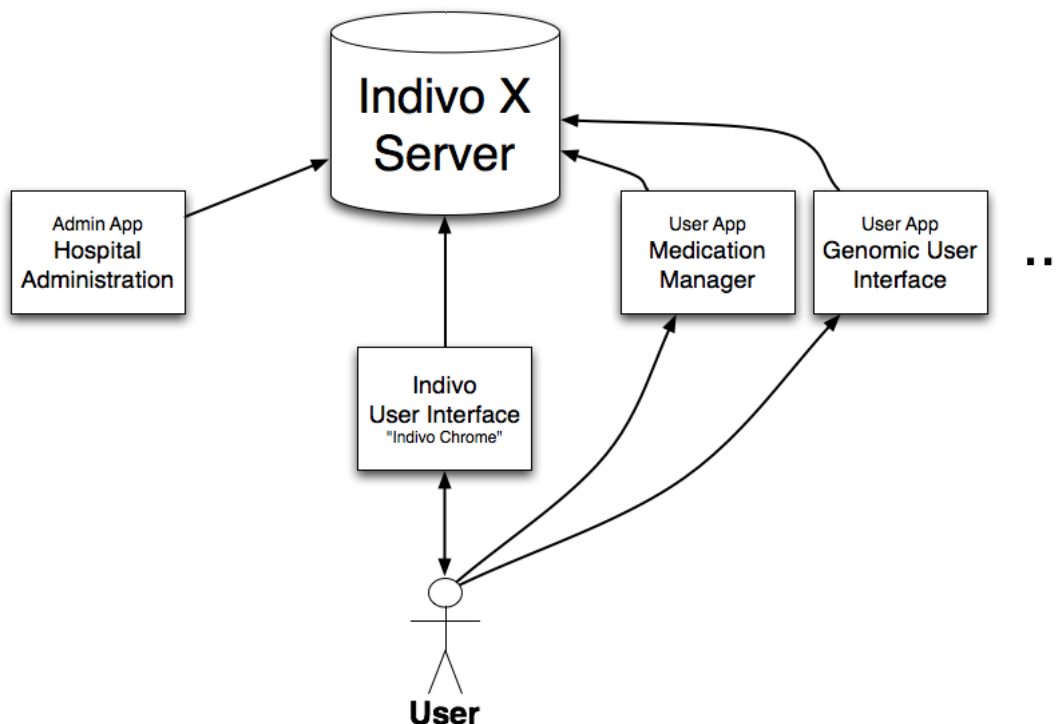 Indivo X
Server
Admin App
Hospital
Administration
User App
Medication
Manager
User App
Genomic User
Interface
..
Indivo
User Interface
"Indivo Chrome"
User